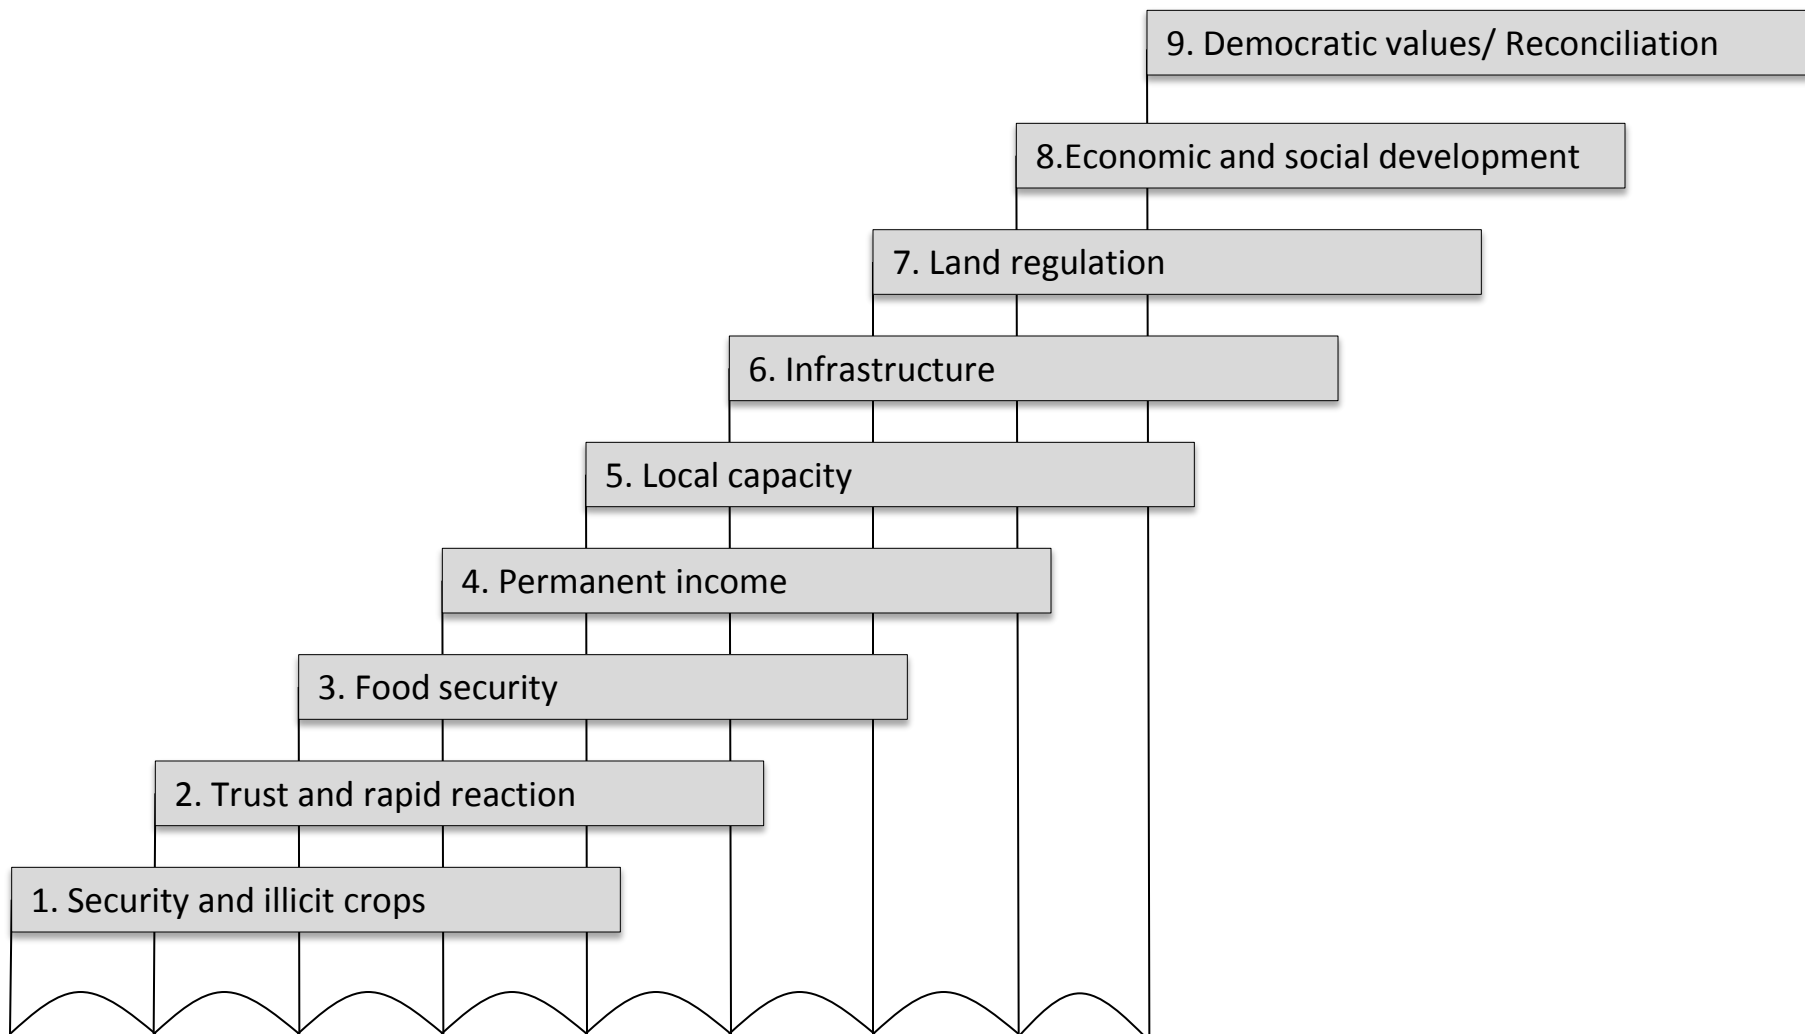 9. Democratic values/ Reconciliation
8.Economic and social development
7. Land regulation
6. Infrastructure
5. Local capacity
4. Permanent income
3. Food security
2. Trust and rapid reaction
1. Security and illicit crops